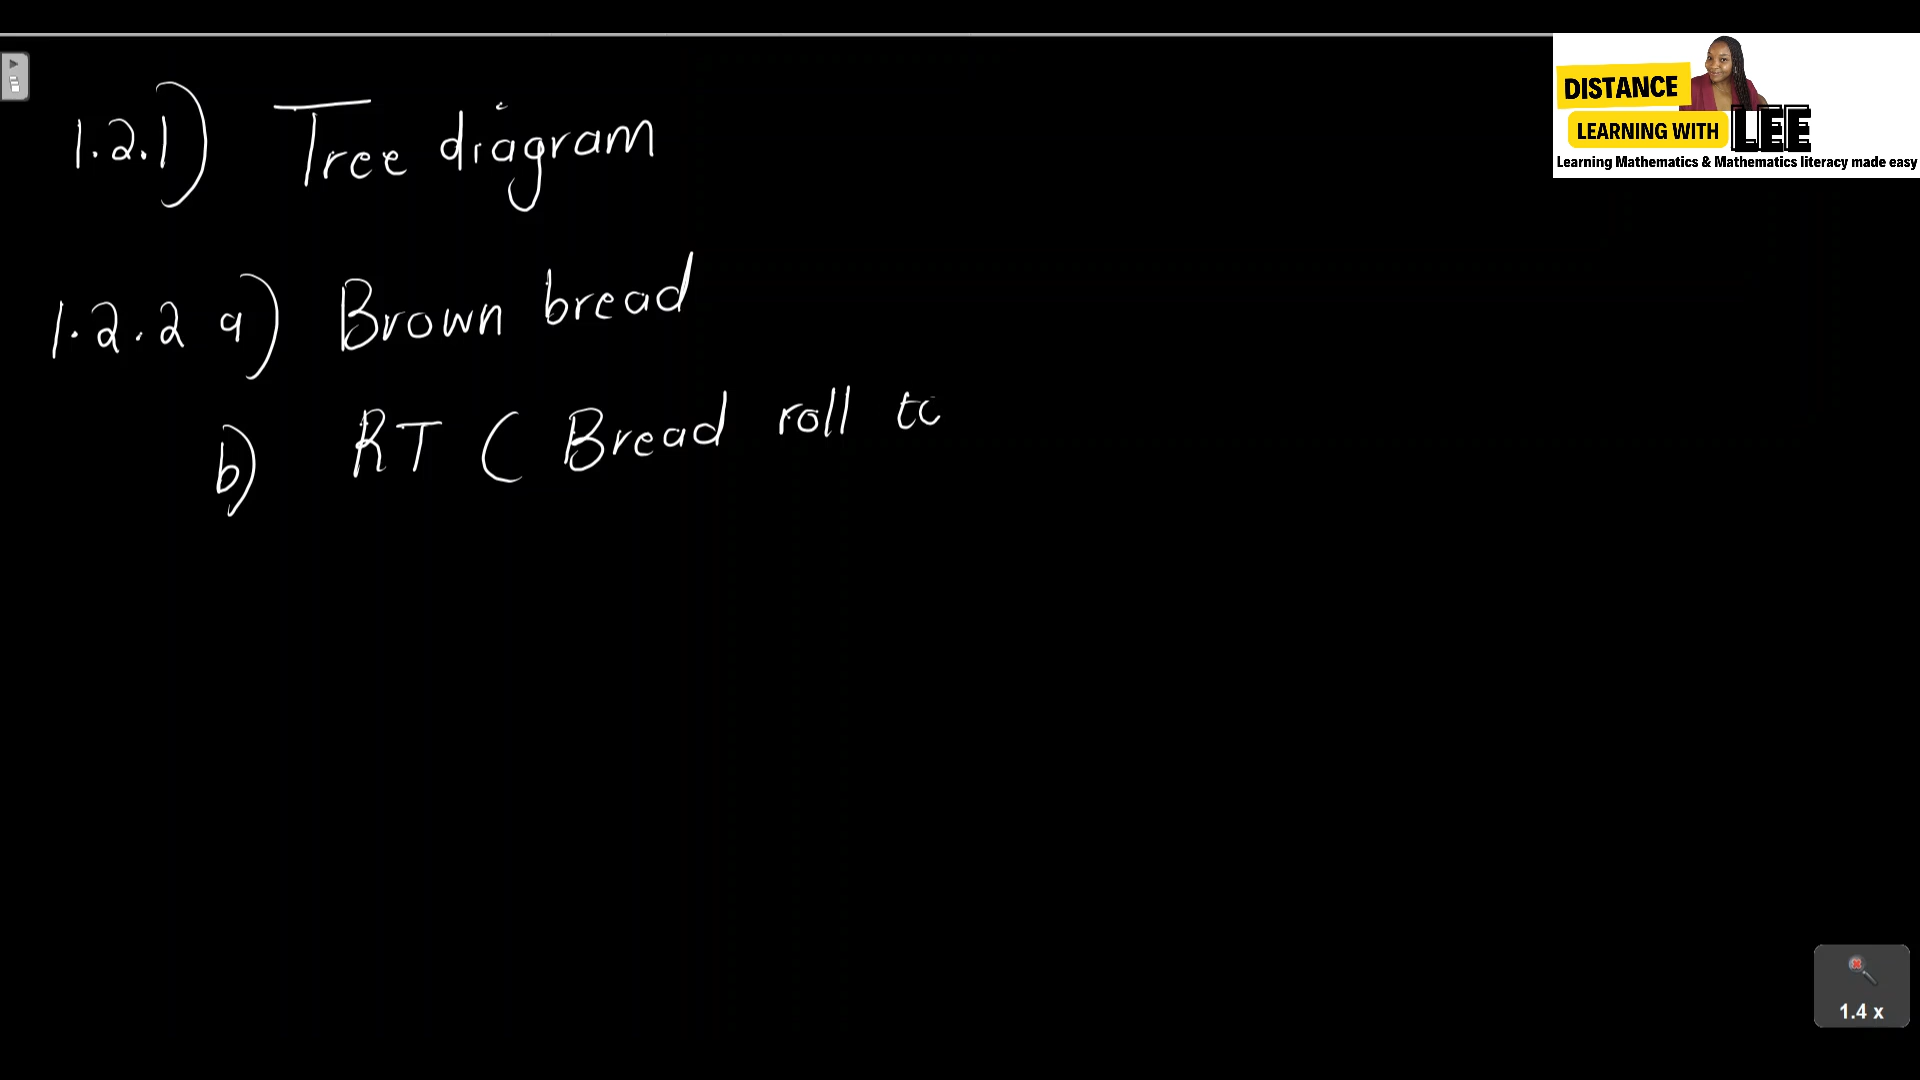 1.2.1) Tree diagram
1.2.2 a) Brown bread
b) RT ( Bread roll to
DISTANCE
LEARNING WITH LEE
Learning Mathematics & Mathematics literacy made easy
1.4 x